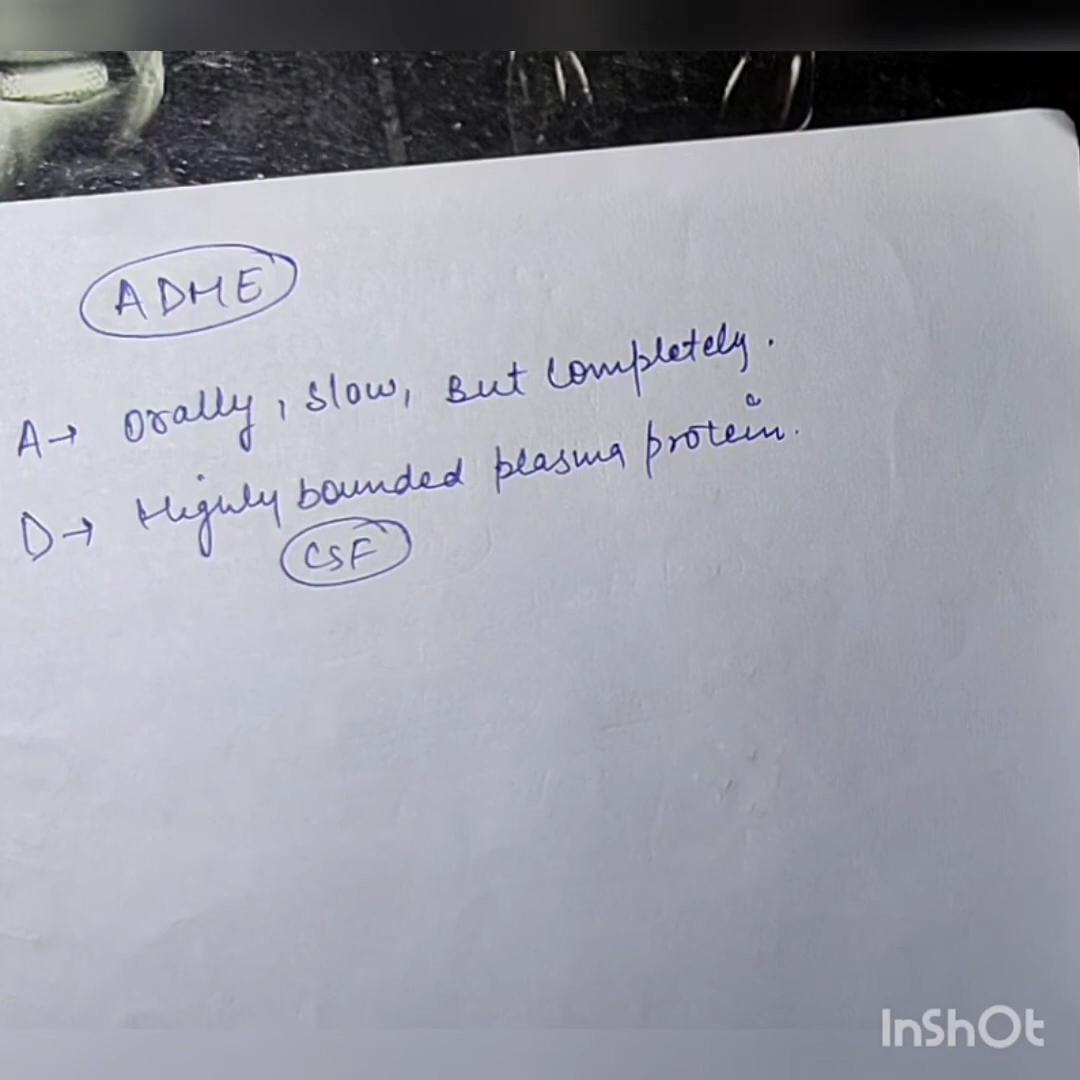 ADME
A→ orally, slow, But completely.
D→ Highly bounded plasma protein.
CSF
InShOt